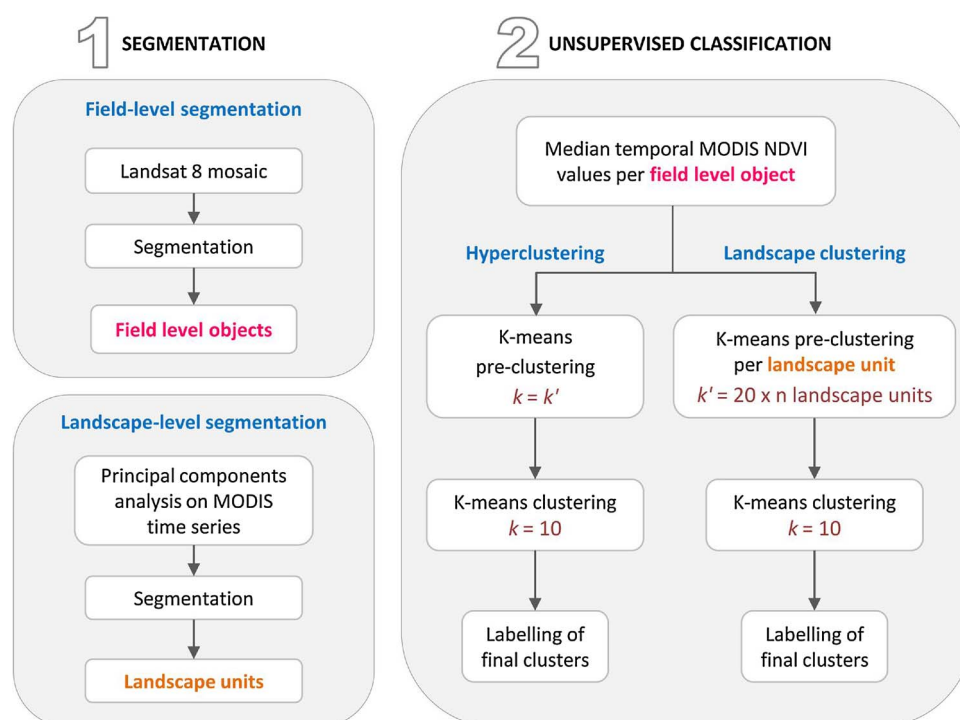 1 SEGMENTATION
Field-level segmentation
Landsat 8 mosaic
Segmentation
Field level objects
Landscape-level segmentation
Principal components
analysis on MODIS
time series
Segmentation
Landscape units
2 UNSUPERVISED CLASSIFICATION
Median temporal MODIS NDVI
values per field level object
Hyperclustering
K-means
pre-clustering
k = k'
K-means clustering
k = 10
Labelling of
final clusters
Landscape clustering
K-means pre-clustering
per landscape unit
k' = 20 x n landscape units
K-means clustering
k = 10
Labelling of
final clusters